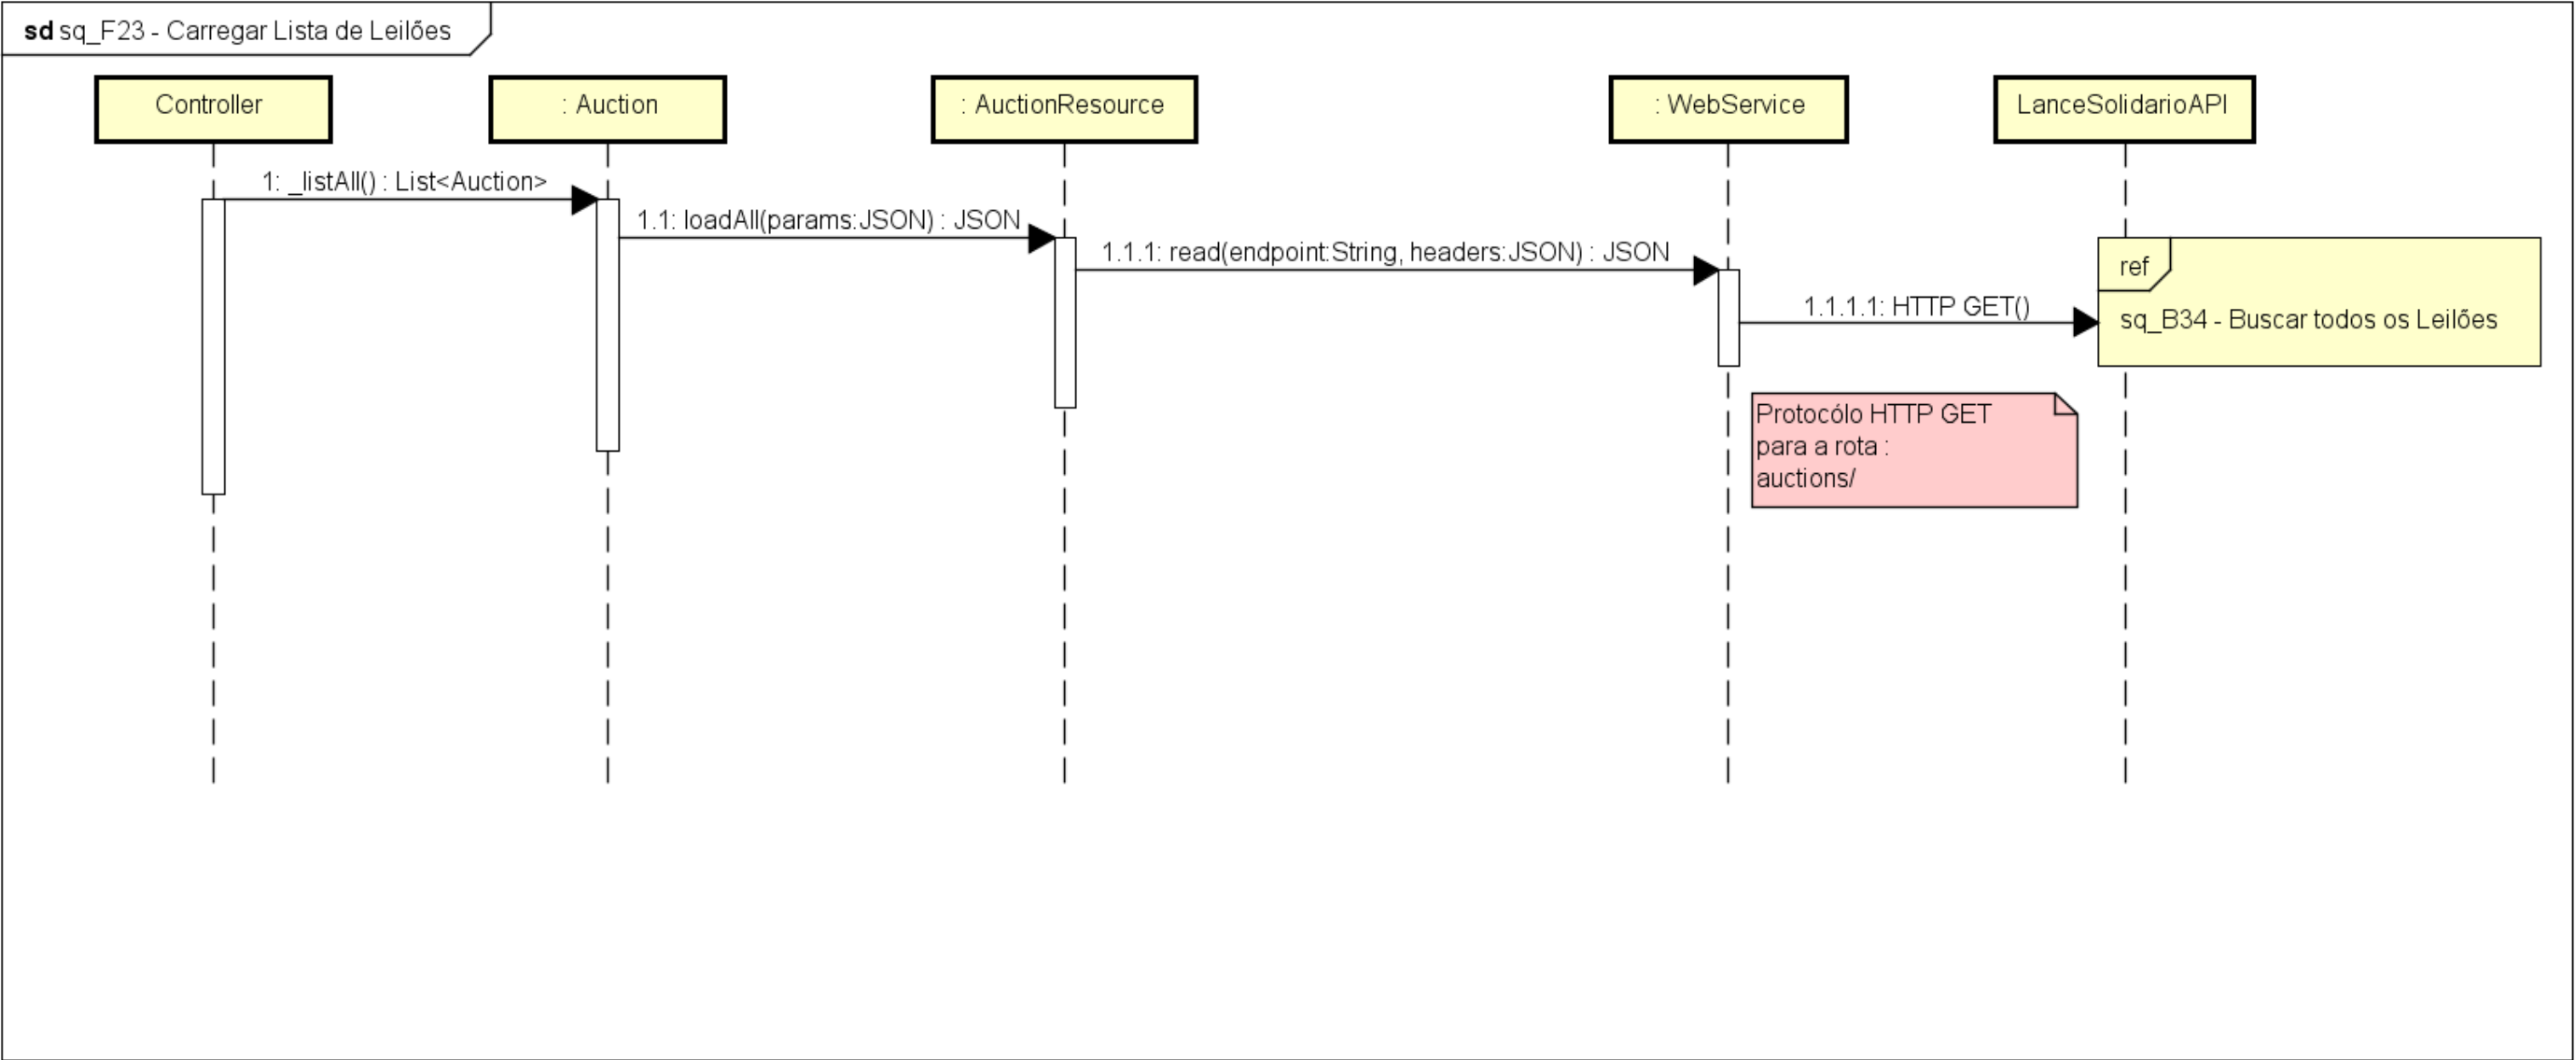 sd sq_F23 - Carregar Lista de Leilões
Controller
: Auction
: AuctionResource
: WebService
LanceSolidarioAPI
1: _listAll() : List<Auction>
1.1: loadAll(params:JSON) : JSON
1.1.1: read(endpoint:String, headers:JSON) : JSON
ref
1.1.1.1: HTTP GET()
sq_B34 - Buscar todos os Leilões
Protocólo HTTP GET
para a rota :
auctions/